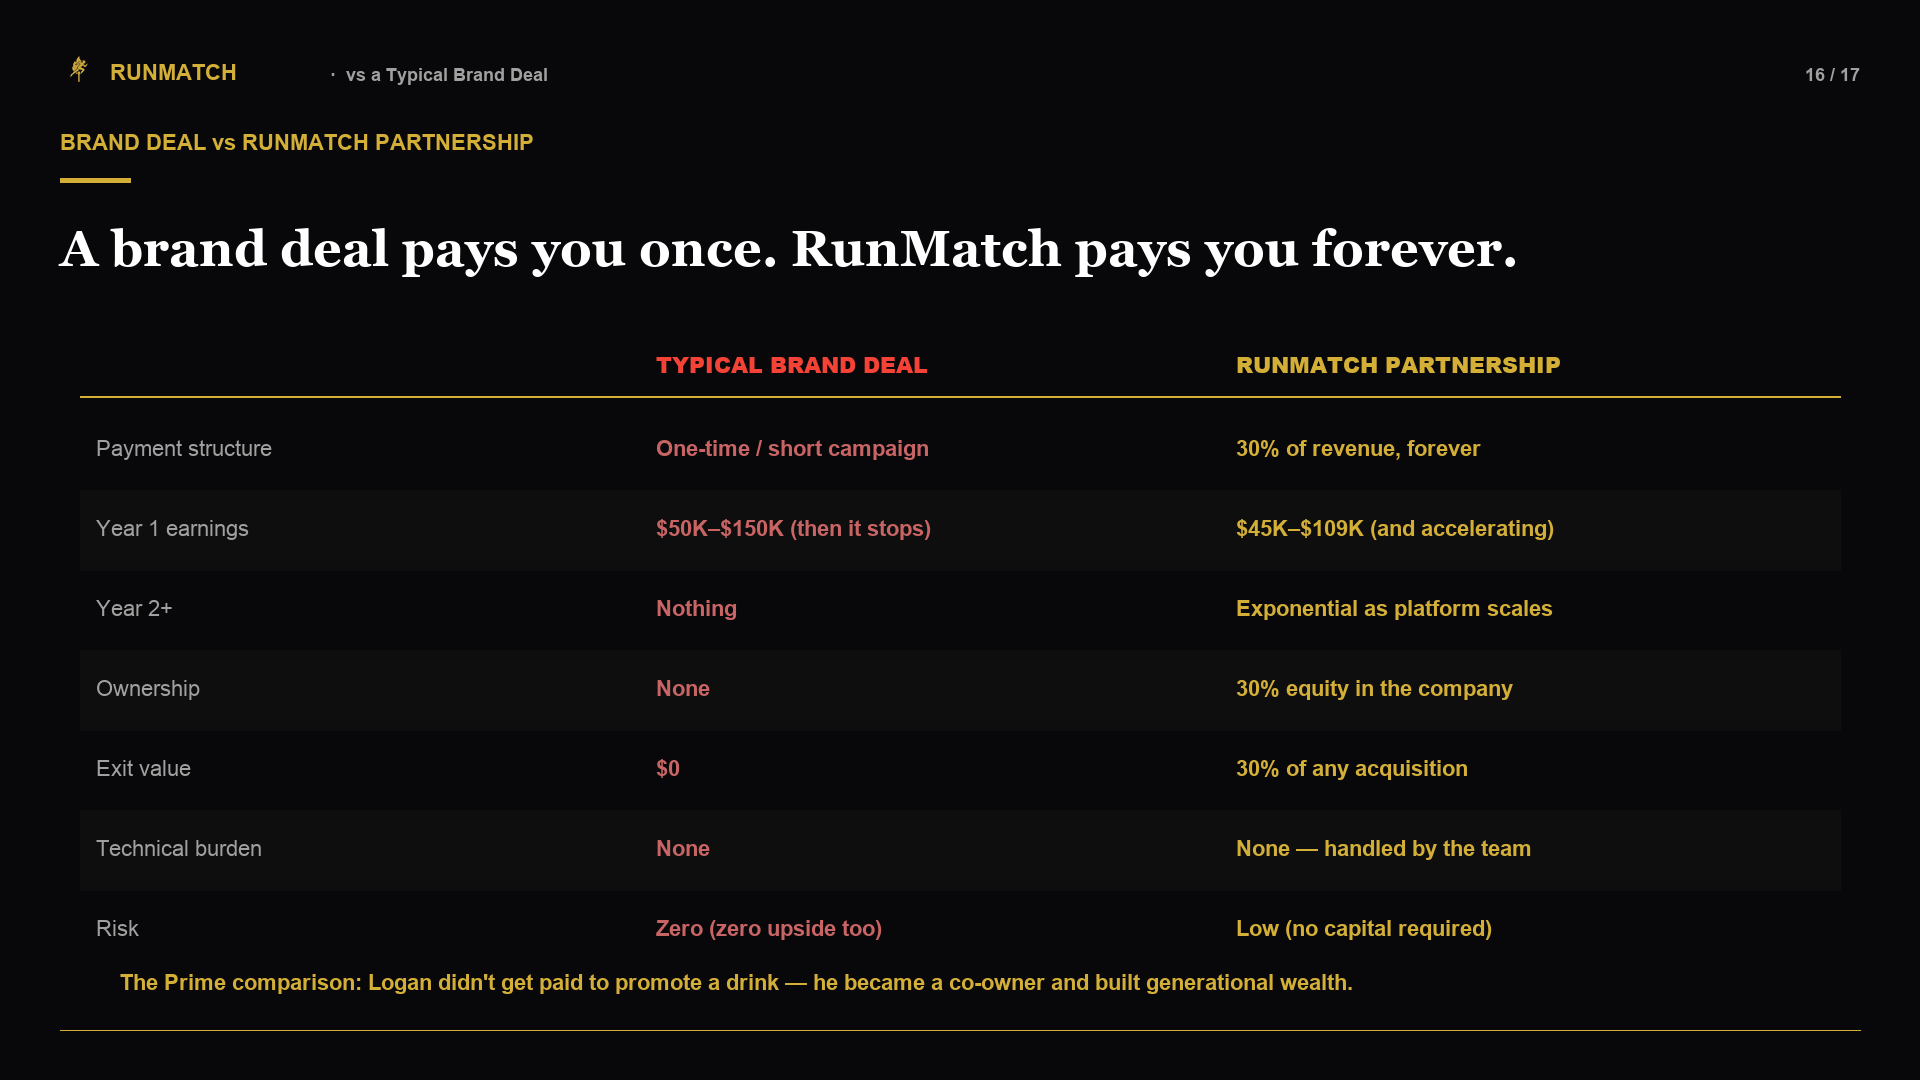 RUNMATCH · vs a Typical Brand Deal 16 / 17
BRAND DEAL vs RUNMATCH PARTNERSHIP
A brand deal pays you once. RunMatch pays you forever.
TYPICAL BRAND DEAL RUNMATCH PARTNERSHIP
Payment structure One-time / short campaign 30% of revenue, forever
Year 1 earnings $50K–$150K (then it stops) $45K–$109K (and accelerating)
Year 2+ Nothing Exponential as platform scales
Ownership None 30% equity in the company
Exit value $0 30% of any acquisition
Technical burden None None — handled by the team
Risk Zero (zero upside too) Low (no capital required)
The Prime comparison: Logan didn't get paid to promote a drink — he became a co-owner and built generational wealth.